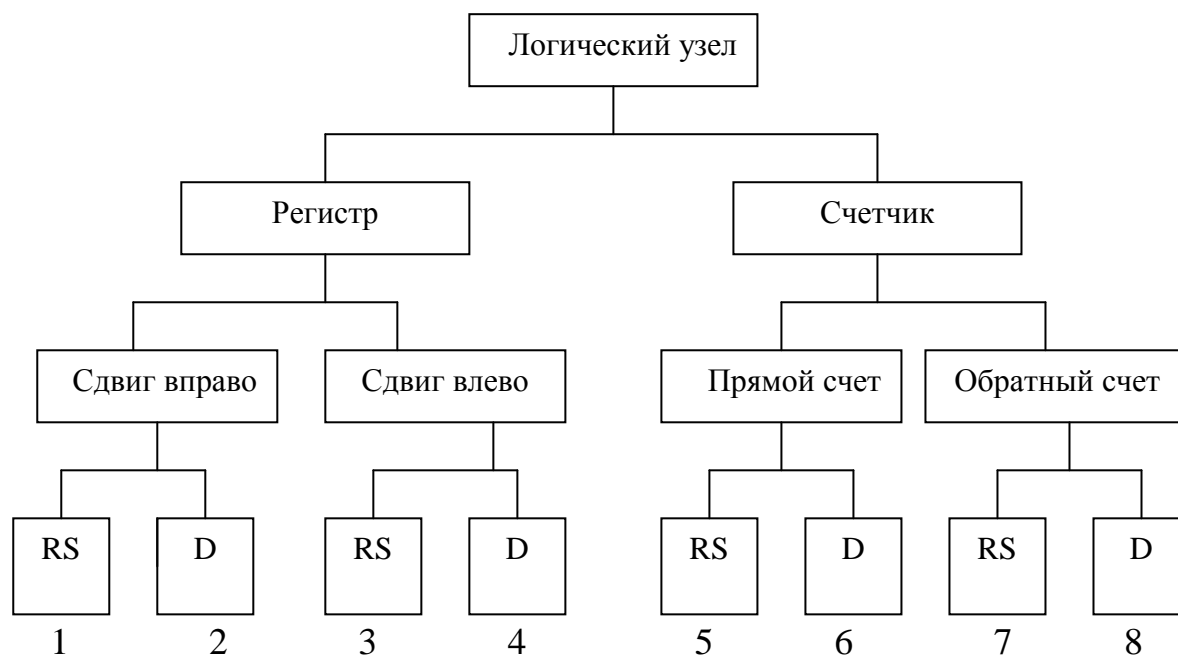 Логический узел
Регистр
Счетчик
Сдвиг вправо
Сдвиг влево
Прямой счет
Обратный счет
RS
D
RS
D
RS
D
RS
D
1
2
3
4
5
6
7
8